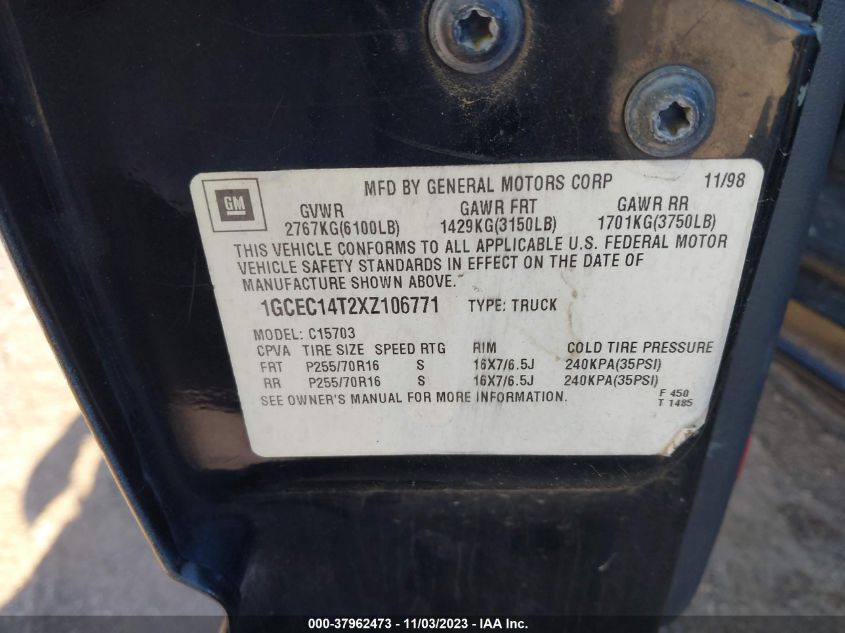 MFD BY GENERAL MOTORS CORP 11/98
GM
GVWR GAWR FRT GAWR RR
2767KG(6100LB) 1429KG(3150LB) 1701KG(3750LB)
THIS VEHICLE CONFORMS TO ALL APPLICABLE U.S. FEDERAL MOTOR
VEHICLE SAFETY STANDARDS IN EFFECT ON THE DATE OF
MANUFACTURE SHOWN ABOVE.
1GCEC14T2XZ106771 TYPE: TRUCK
MODEL: C15703
CPVA TIRE SIZE SPEED RTG RIM COLD TIRE PRESSURE
FRT P255/70R16 S 16X7/6.5J 240KPA(35PSI)
RR P255/70R16 S 16X7/6.5J 240KPA(35PSI)
SEE OWNER'S MANUAL FOR MORE INFORMATION.
F 450
T 1485
000-37962473 - 11/03/2023 - IAA Inc.